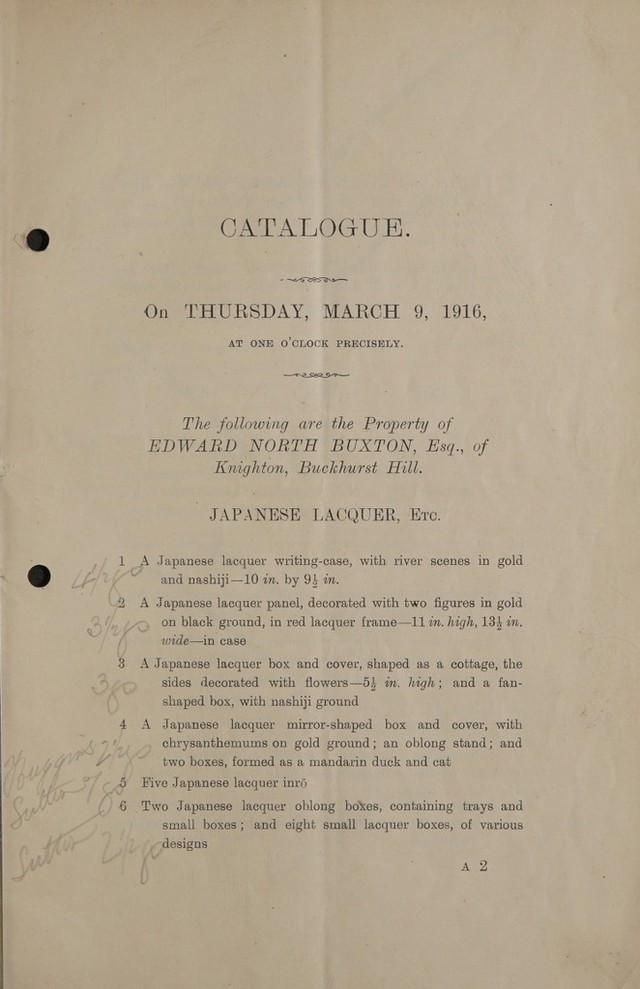 CATALOGUE.
On THURSDAY, MARCH 9, 1916,
AT ONE O'CLOCK PRECISELY.
The following are the Property of
EDWARD NORTH BUXTON, Esq., of
Knighton, Buckhurst Hill.
JAPANESE LACQUER, ETC.
1 A Japanese lacquer writing-case, with river scenes in gold
and nashiji—10 in. by 9½ in.
2 A Japanese lacquer panel, decorated with two figures in gold
on black ground, in red lacquer frame—11 in. high, 13½ in.
wide—in case
3 A Japanese lacquer box and cover, shaped as a cottage, the
sides decorated with flowers—5½ in. high; and a fan-
shaped box, with nashiji ground
4 A Japanese lacquer mirror-shaped box and cover, with
chrysanthemums on gold ground; an oblong stand; and
two boxes, formed as a mandarin duck and cat
5 Five Japanese lacquer inrō
6 Two Japanese lacquer oblong boxes, containing trays and
small boxes; and eight small lacquer boxes, of various
designs
Sutter
A 2